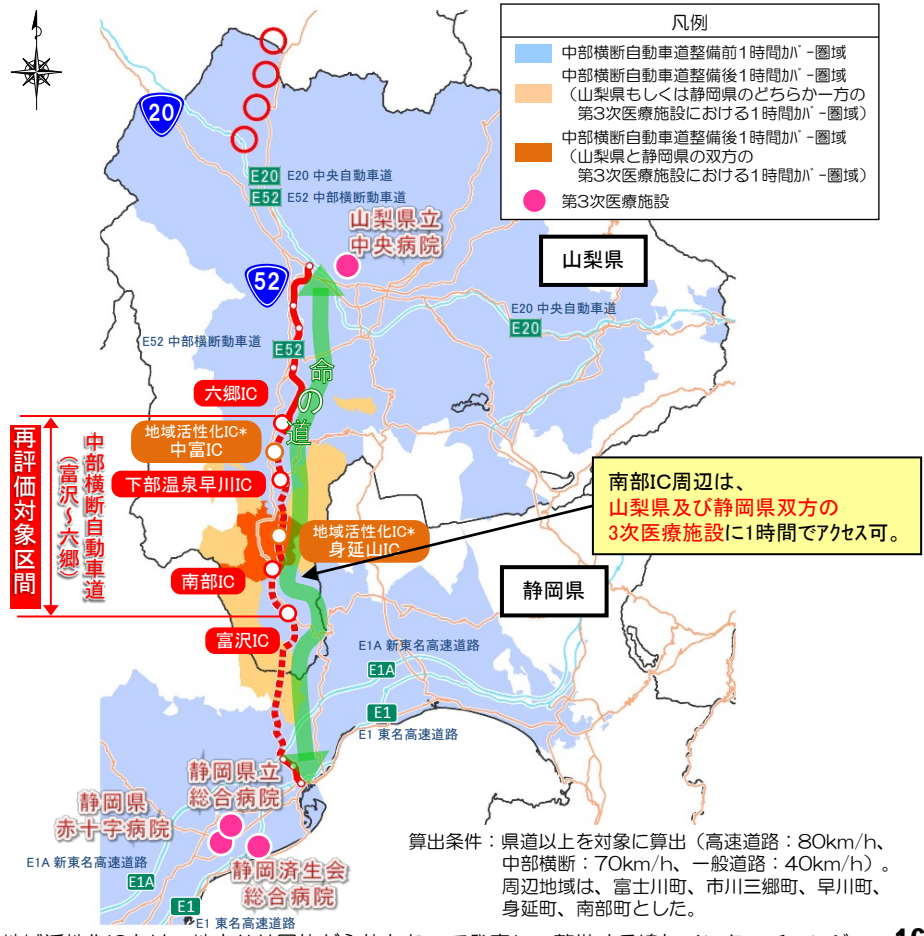 凡例
中部横断自動車道整備前1時間ｶﾊﾞｰ圏域
中部横断自動車道整備後1時間ｶﾊﾞｰ圏域
（山梨県もしくは静岡県のどちらか一方の
第3次医療施設における1時間ｶﾊﾞｰ圏域）
中部横断自動車道整備後1時間ｶﾊﾞｰ圏域
（山梨県と静岡県の双方の
第3次医療施設における1時間ｶﾊﾞｰ圏域）
第3次医療施設
20
E20 E20 中央自動車道
E52 E52 中部横断動車道
山梨県立
中央病院
山梨県
52
E20 中央自動車道
E20
E52 中部横断動車道
E52
命の道
六郷IC
地域活性化IC*
中富IC
下部温泉早川IC
再評価対象区間
中部横断自動車道
（富沢～六郷）
地域活性化IC*
身延山IC
南部IC周辺は、
山梨県及び静岡県双方の
3次医療施設に1時間でアクセス可。
南部IC
静岡県
富沢IC
E1A 新東名高速道路
E1A
E1
E1 東名高速道路
静岡県立
総合病院
静岡県
赤十字病院
静岡済生会
総合病院
E1A 新東名高速道路
E1A
E1
E1 東名高速道路
算出条件：県道以上を対象に算出（高速道路：80km/h、
中部横断：70km/h、一般道路：40km/h）。
周辺地域は、富士川町、市川三郷町、早川町、
身延町、南部町とした。